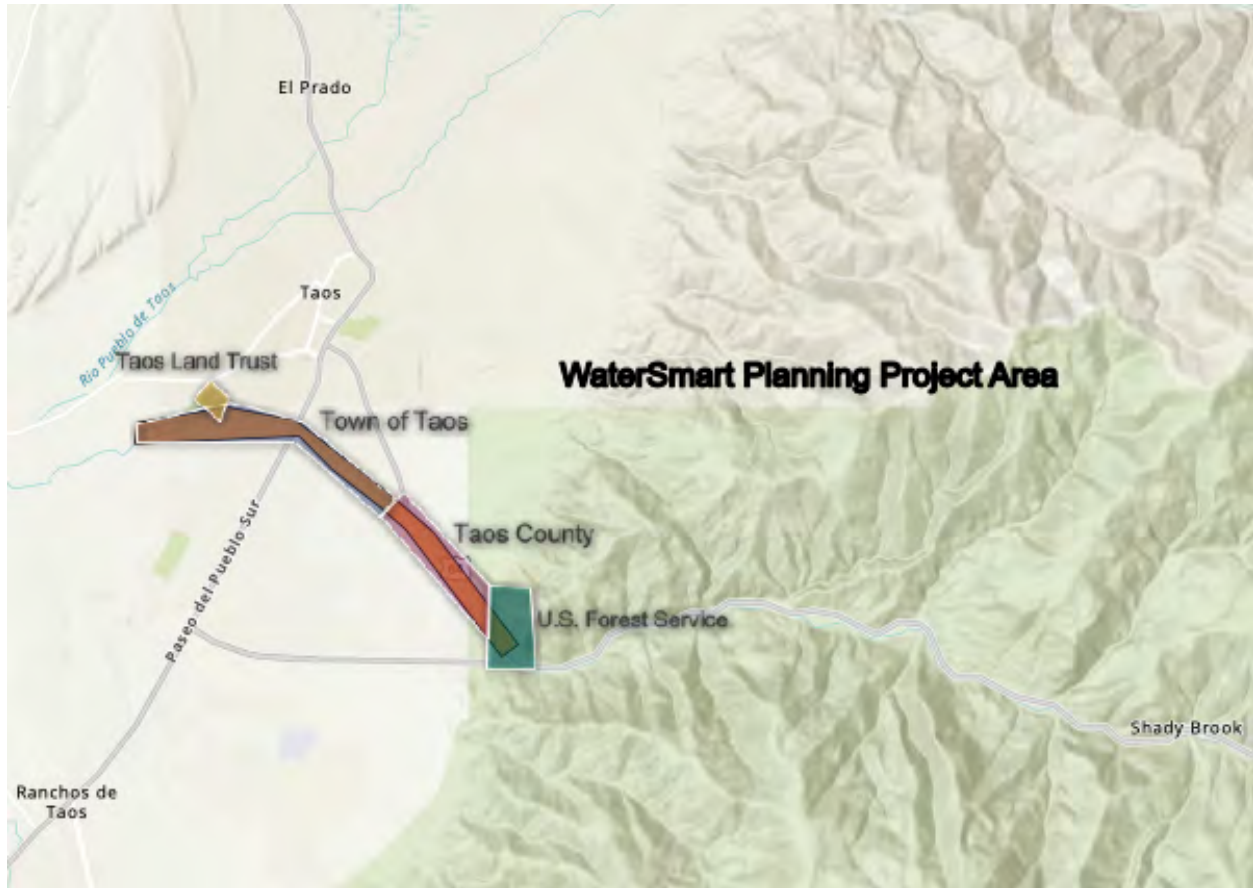 El Prado
Rio Pueblo de Taos
Taos
Taos Land Trust
WaterSmart Planning Project Area
Town of Taos
Taos County
Paseo del Pueblo Sur
U.S. Forest Service
Shady Brook
Ranchos de
Taos